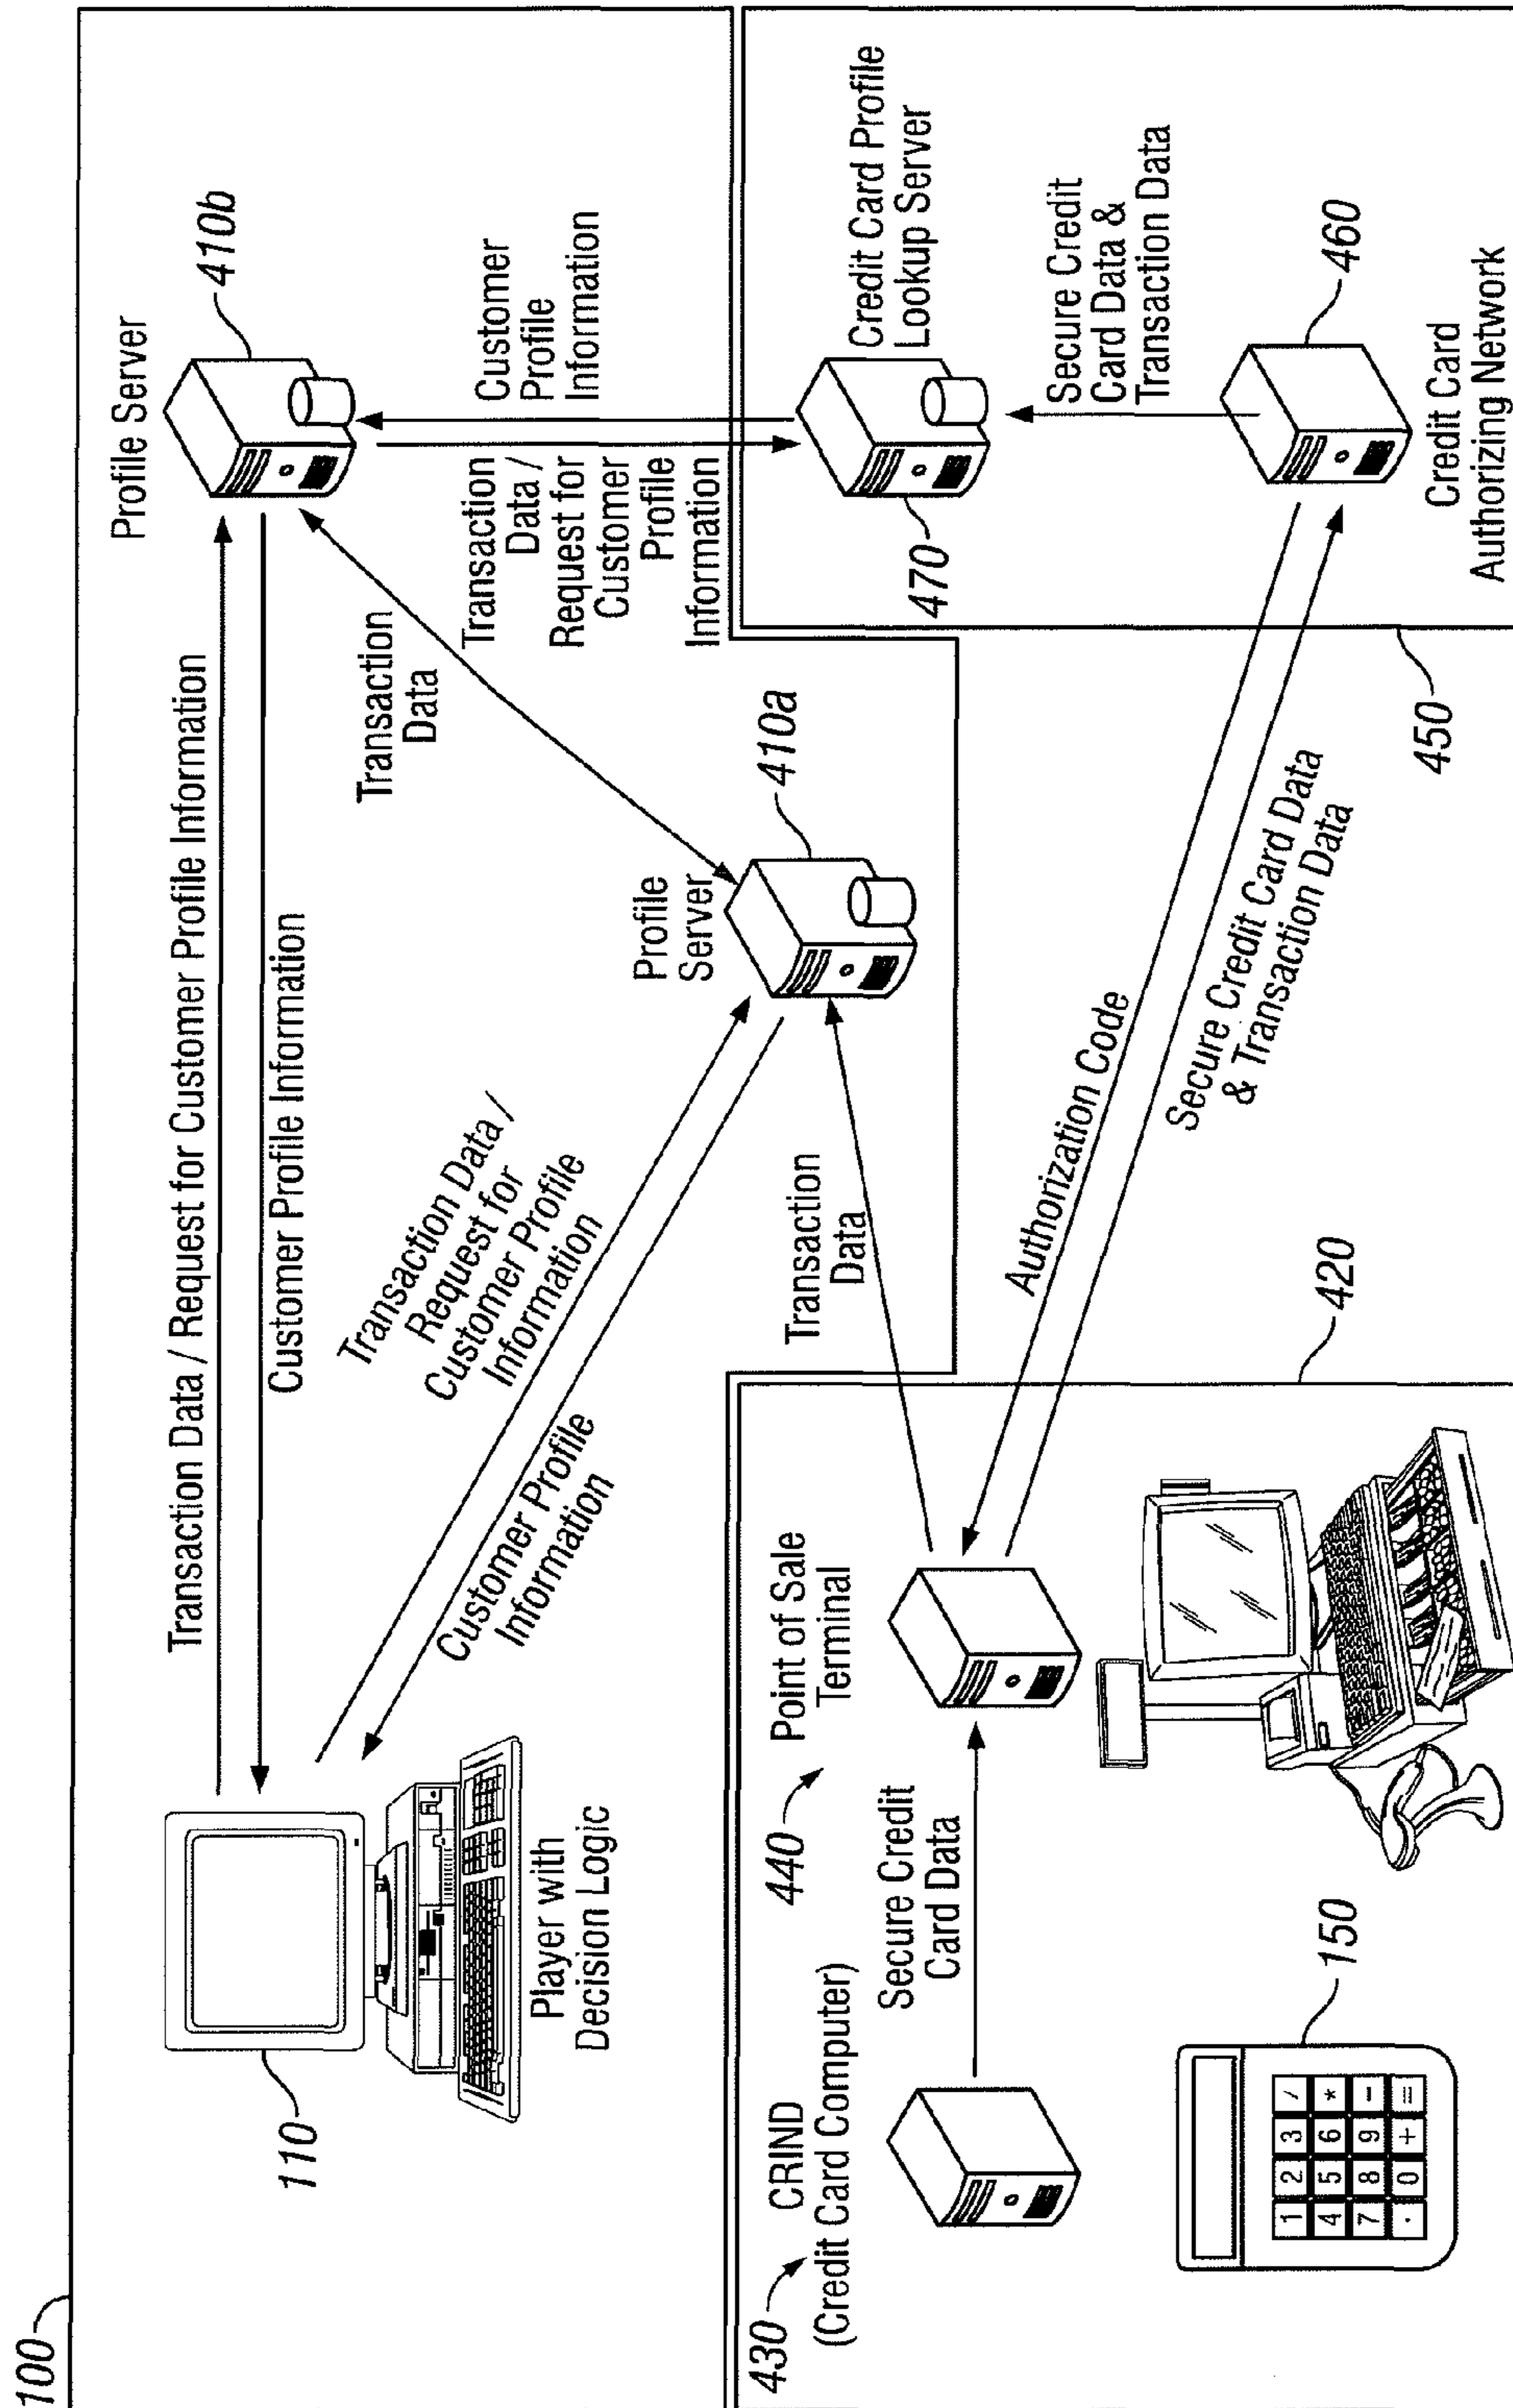 100
Transaction Data / Request for Customer Profile Information
Customer Profile Information
Profile Server
410b
110
Player with
Decision Logic
Transaction Data /
Request for
Customer Profile
Information
Customer Profile
Information
Transaction
Data
Profile
Server
410a
Transaction
Data /
Request for
Customer
Profile
Information
Customer
Profile
Information
430
CRIND
(Credit Card Computer)
Secure Credit
Card Data
440
Point of Sale
Terminal
Transaction
Data
Authorization Code
Secure Credit Card Data
& Transaction Data
470
Credit Card Profile
Lookup Server
Secure Credit
Card Data &
Transaction Data
460
Credit Card
Authorizing Network
450
420
150
1 2 3 /
4 5 6 *
7 8 9 −
. 0 + =